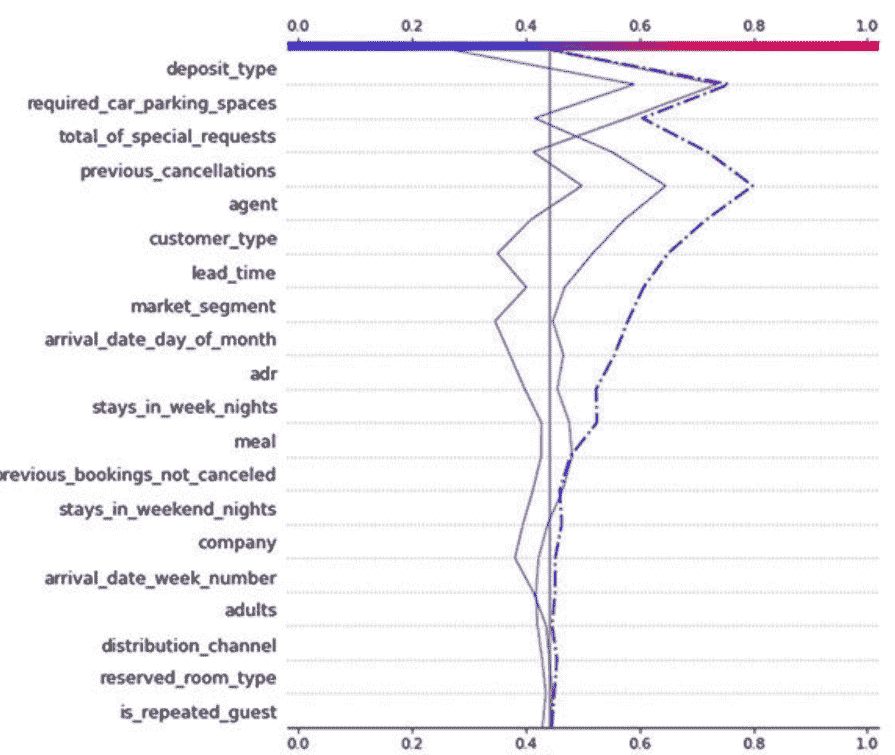 0.0 0.2 0.4 0.6 0.8 1.0
deposit_type
required_car_parking_spaces
total_of_special_requests
previous_cancellations
agent
customer_type
lead_time
market_segment
arrival_date_day_of_month
adr
stays_in_week_nights
meal
previous_bookings_not_canceled
stays_in_weekend_nights
company
arrival_date_week_number
adults
distribution_channel
reserved_room_type
is_repeated_guest
0.0 0.2 0.4 0.6 0.8 1.0